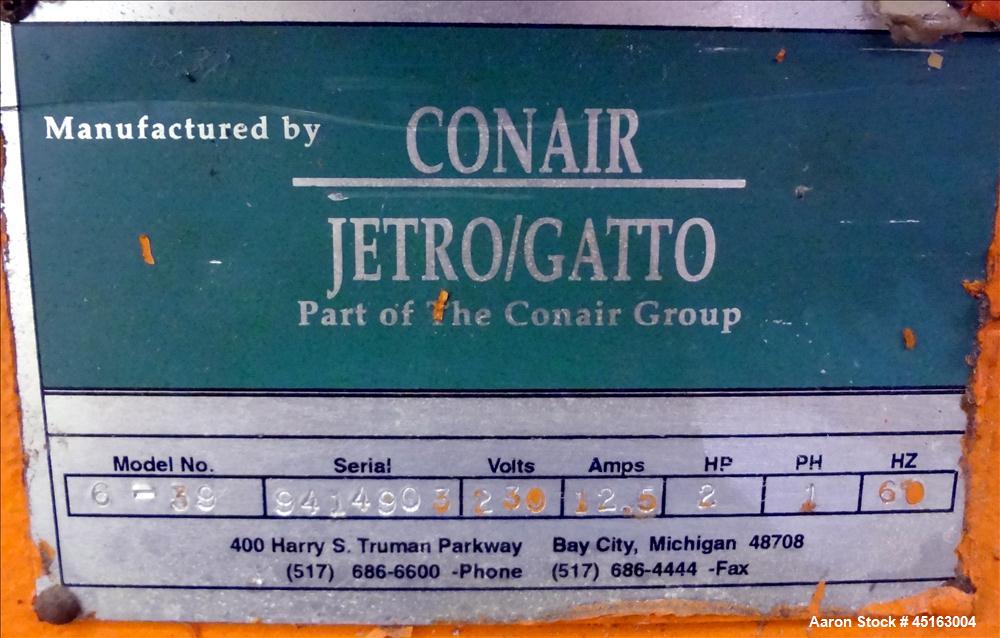 Manufactured by CONAIR
JETRO/GATTO
Part of The Conair Group
Model No. Serial Volts Amps HP PH HZ
6-39 9414903 230 12.5 2 1 60
400 Harry S. Truman Parkway Bay City, Michigan 48708
(517) 686-6600 -Phone (517) 686-4444 -Fax
Aaron Stock # 45163004